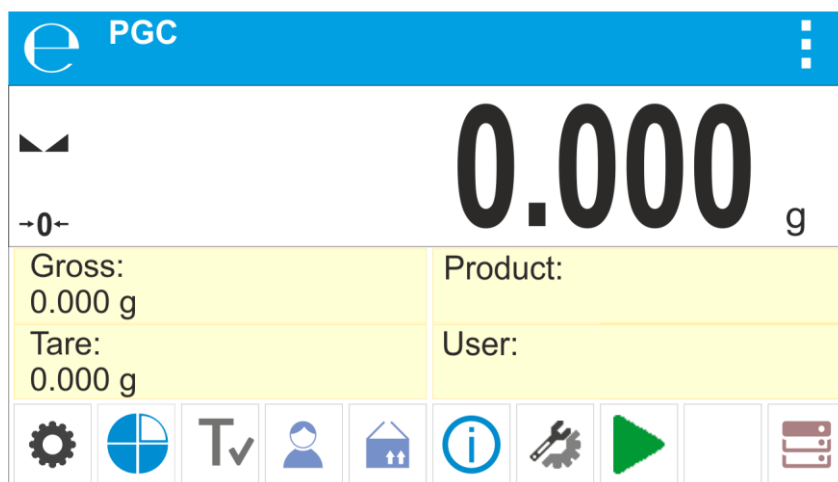 ℮ PGC
0.000 g
→0←
Gross:
0.000 g
Product:
Tare:
0.000 g
User:
T
i